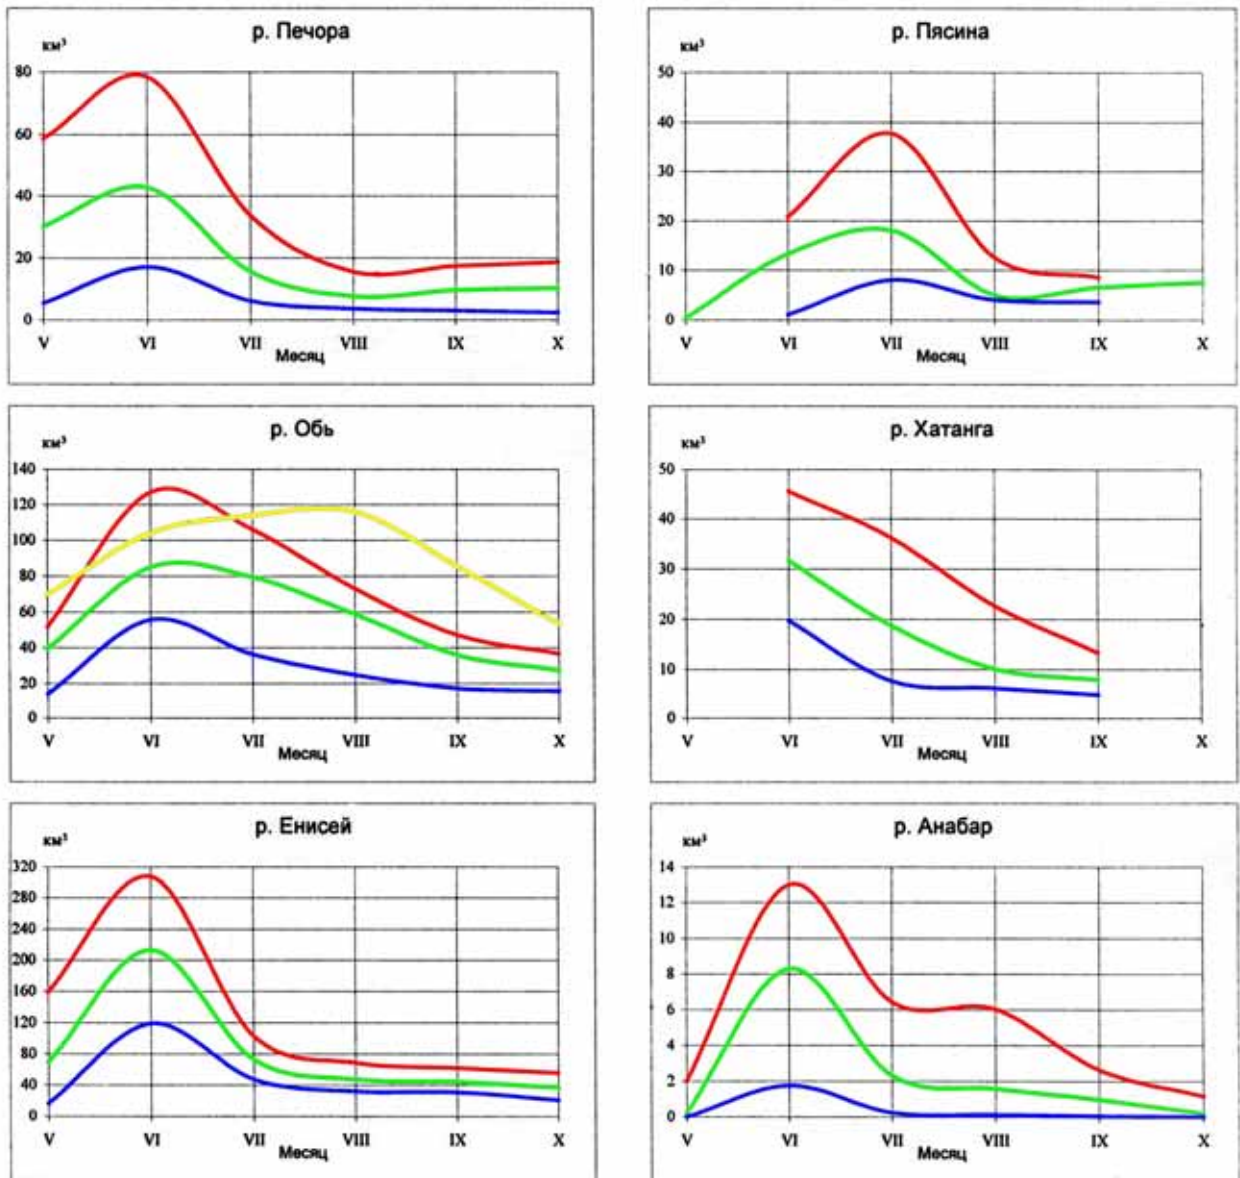 р. Печора
км³
80
60
40
20
0
V VI VII VIII IX X
Месяц
р. Пясина
км³
50
40
30
20
10
0
V VI VII VIII IX X
Месяц
р. Обь
км³
140
120
100
80
60
40
20
0
V VI VII VIII IX X
Месяц
р. Хатанга
км³
50
40
30
20
10
0
V VI VII VIII IX X
Месяц
р. Енисей
км³
320
280
240
200
160
120
80
40
0
V VI VII VIII IX X
Месяц
р. Анабар
км³
14
12
10
8
6
4
2
0
V VI VII VIII IX X
Месяц